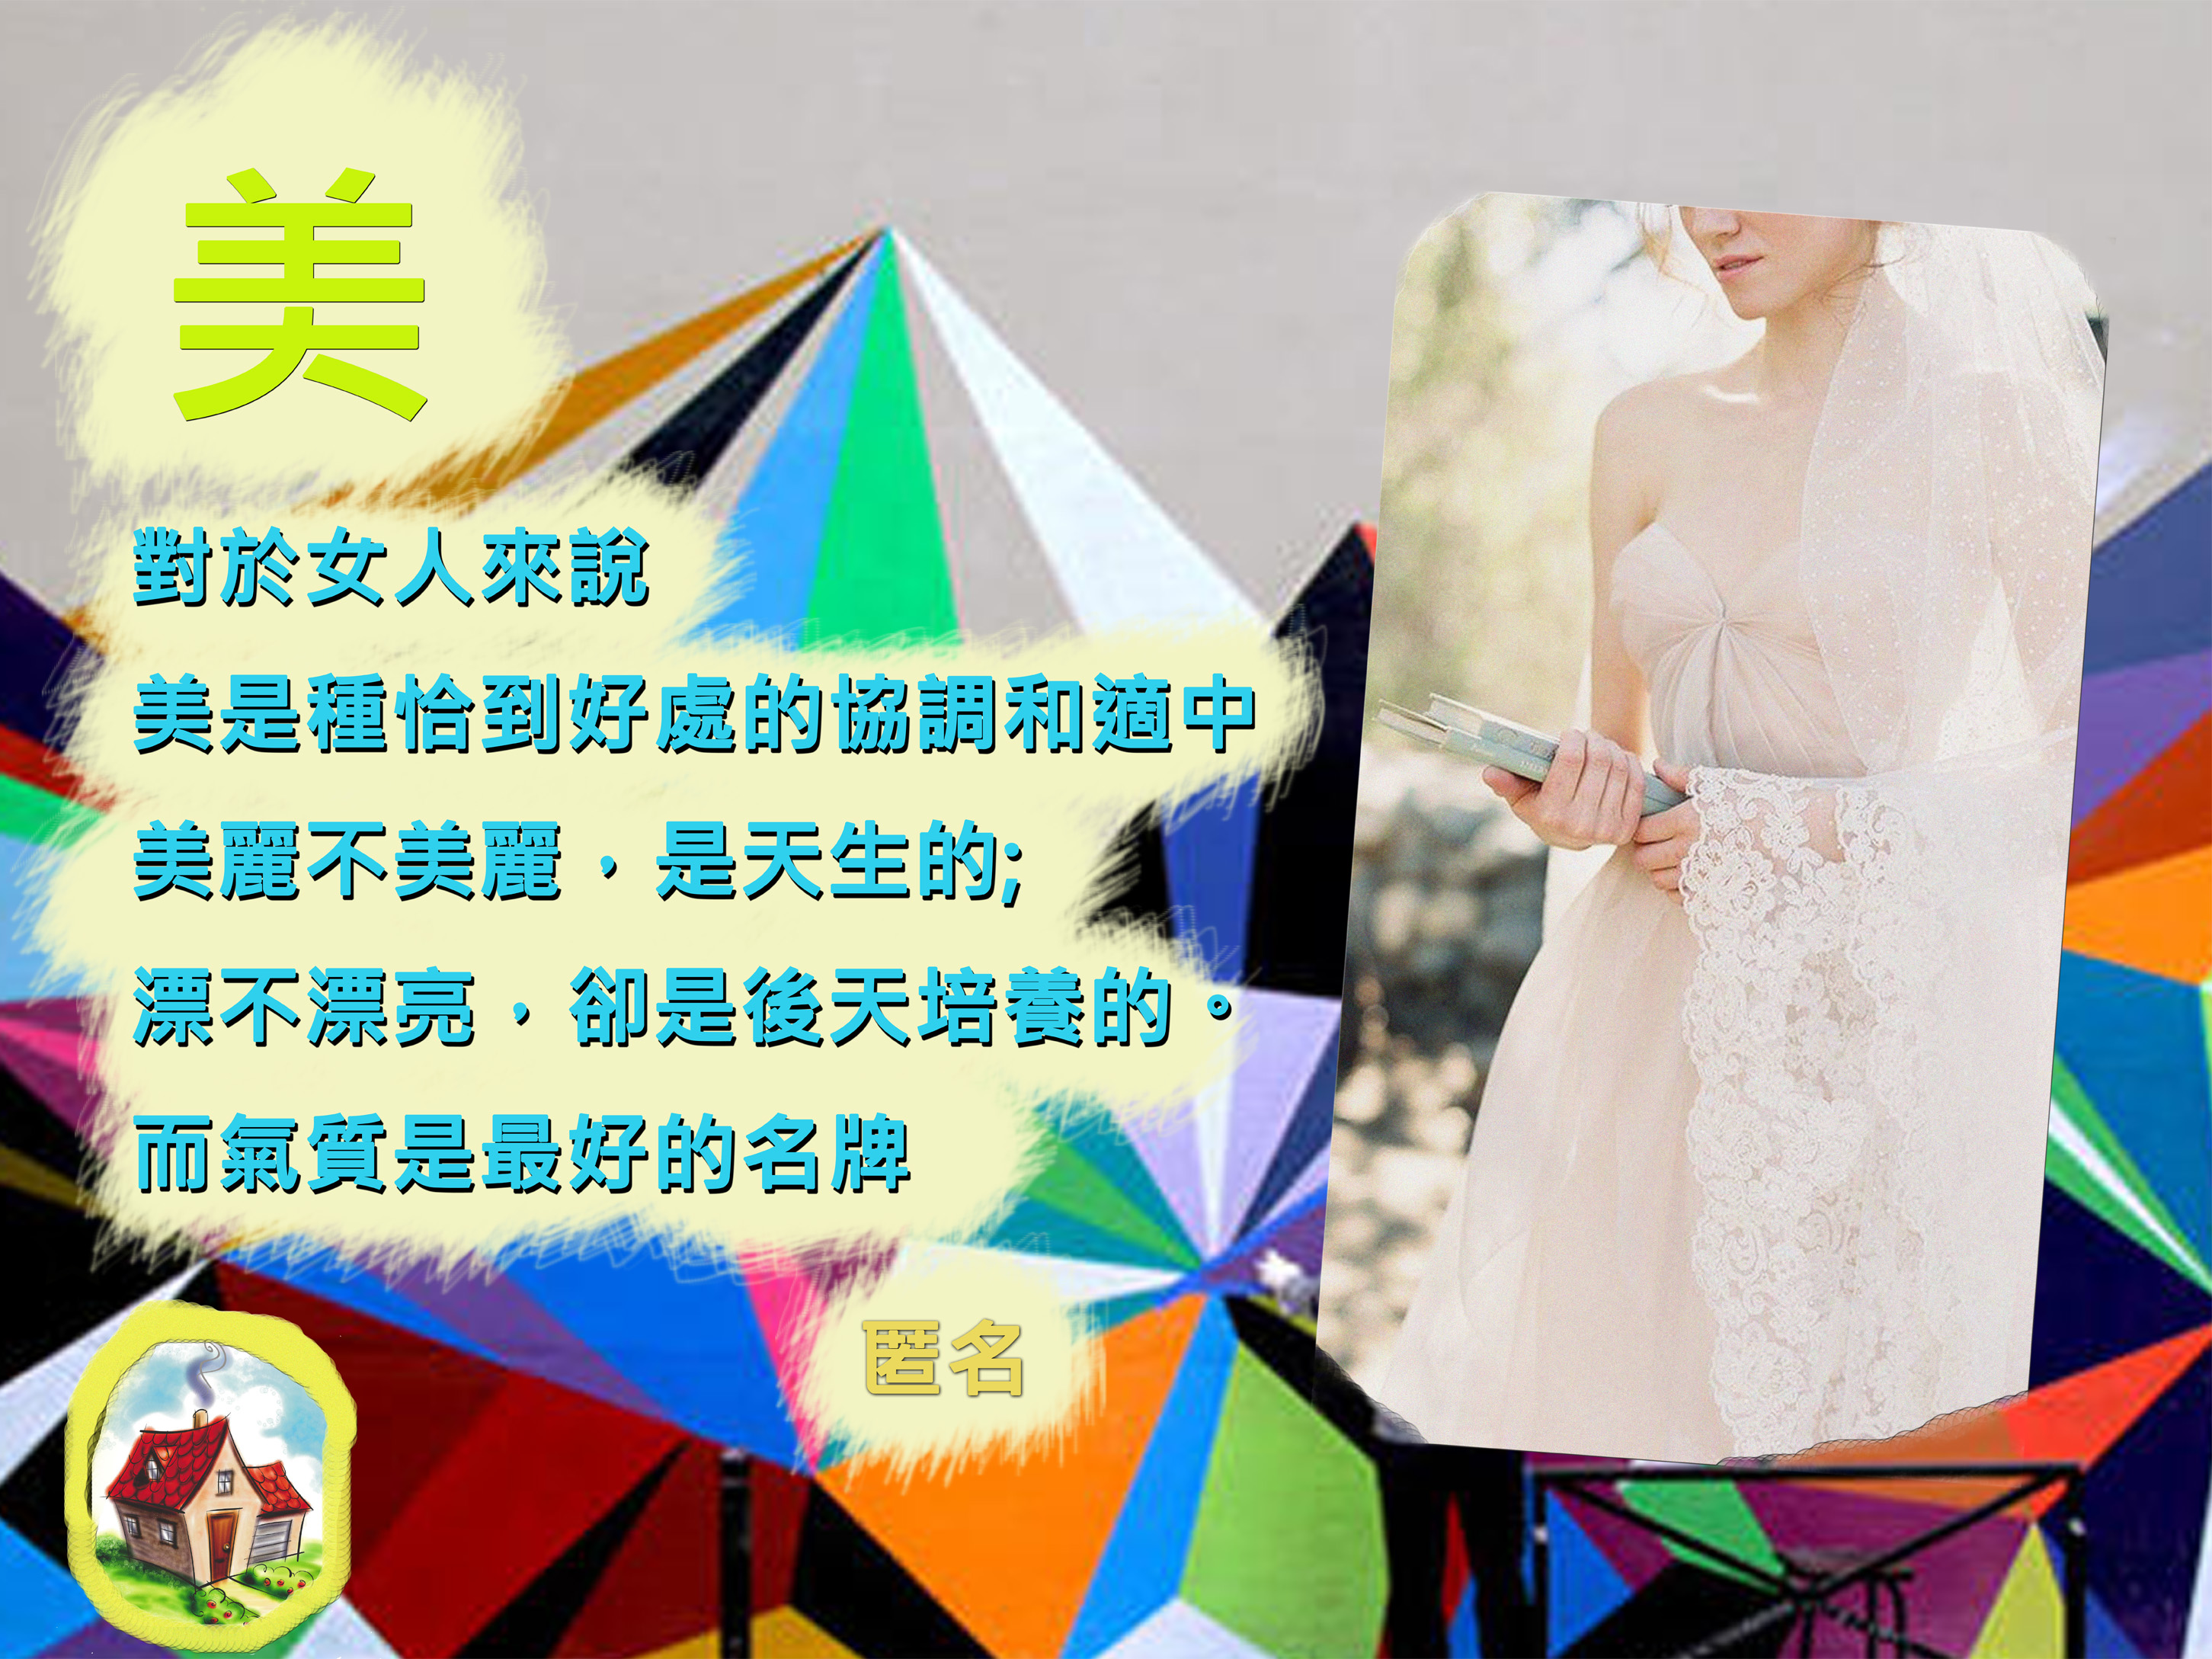 美
對於女人來說
美是種恰到好處的協調和適中
美麗不美麗，是天生的;
漂不漂亮，卻是後天培養的。
而氣質是最好的名牌
匿名